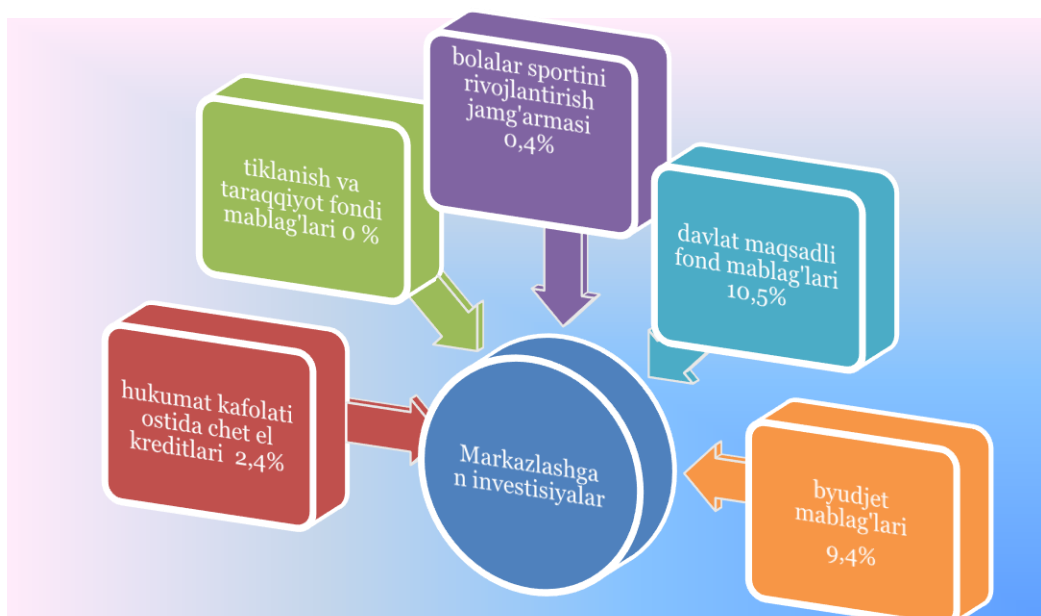 bolalar sportini
rivojlantirish
jamg'armasi
0,4%
tiklanish va
taraqqiyot fondi
mablag'lari 0 %
davlat maqsadli
fond mablag'lari
10,5%
hukumat kafolati
ostida chet el
kreditlari 2,4%
Markazlashga
n investisiyalar
byudjet
mablag'lari
9,4%